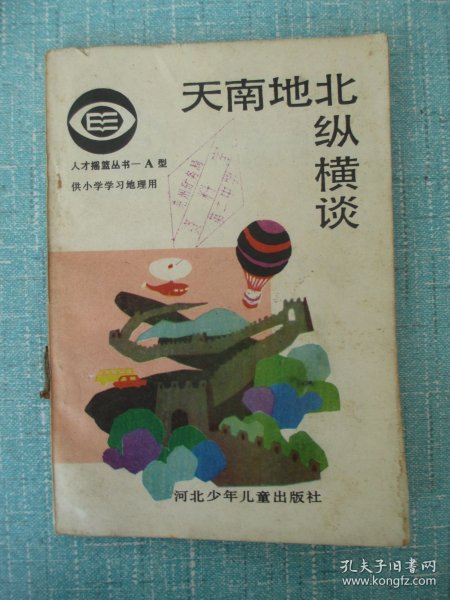 天南地北纵横谈
人才摇篮丛书—A型
供小学学习地理用
河北少年儿童出版社
孔夫子旧书网
www.kongfz.com